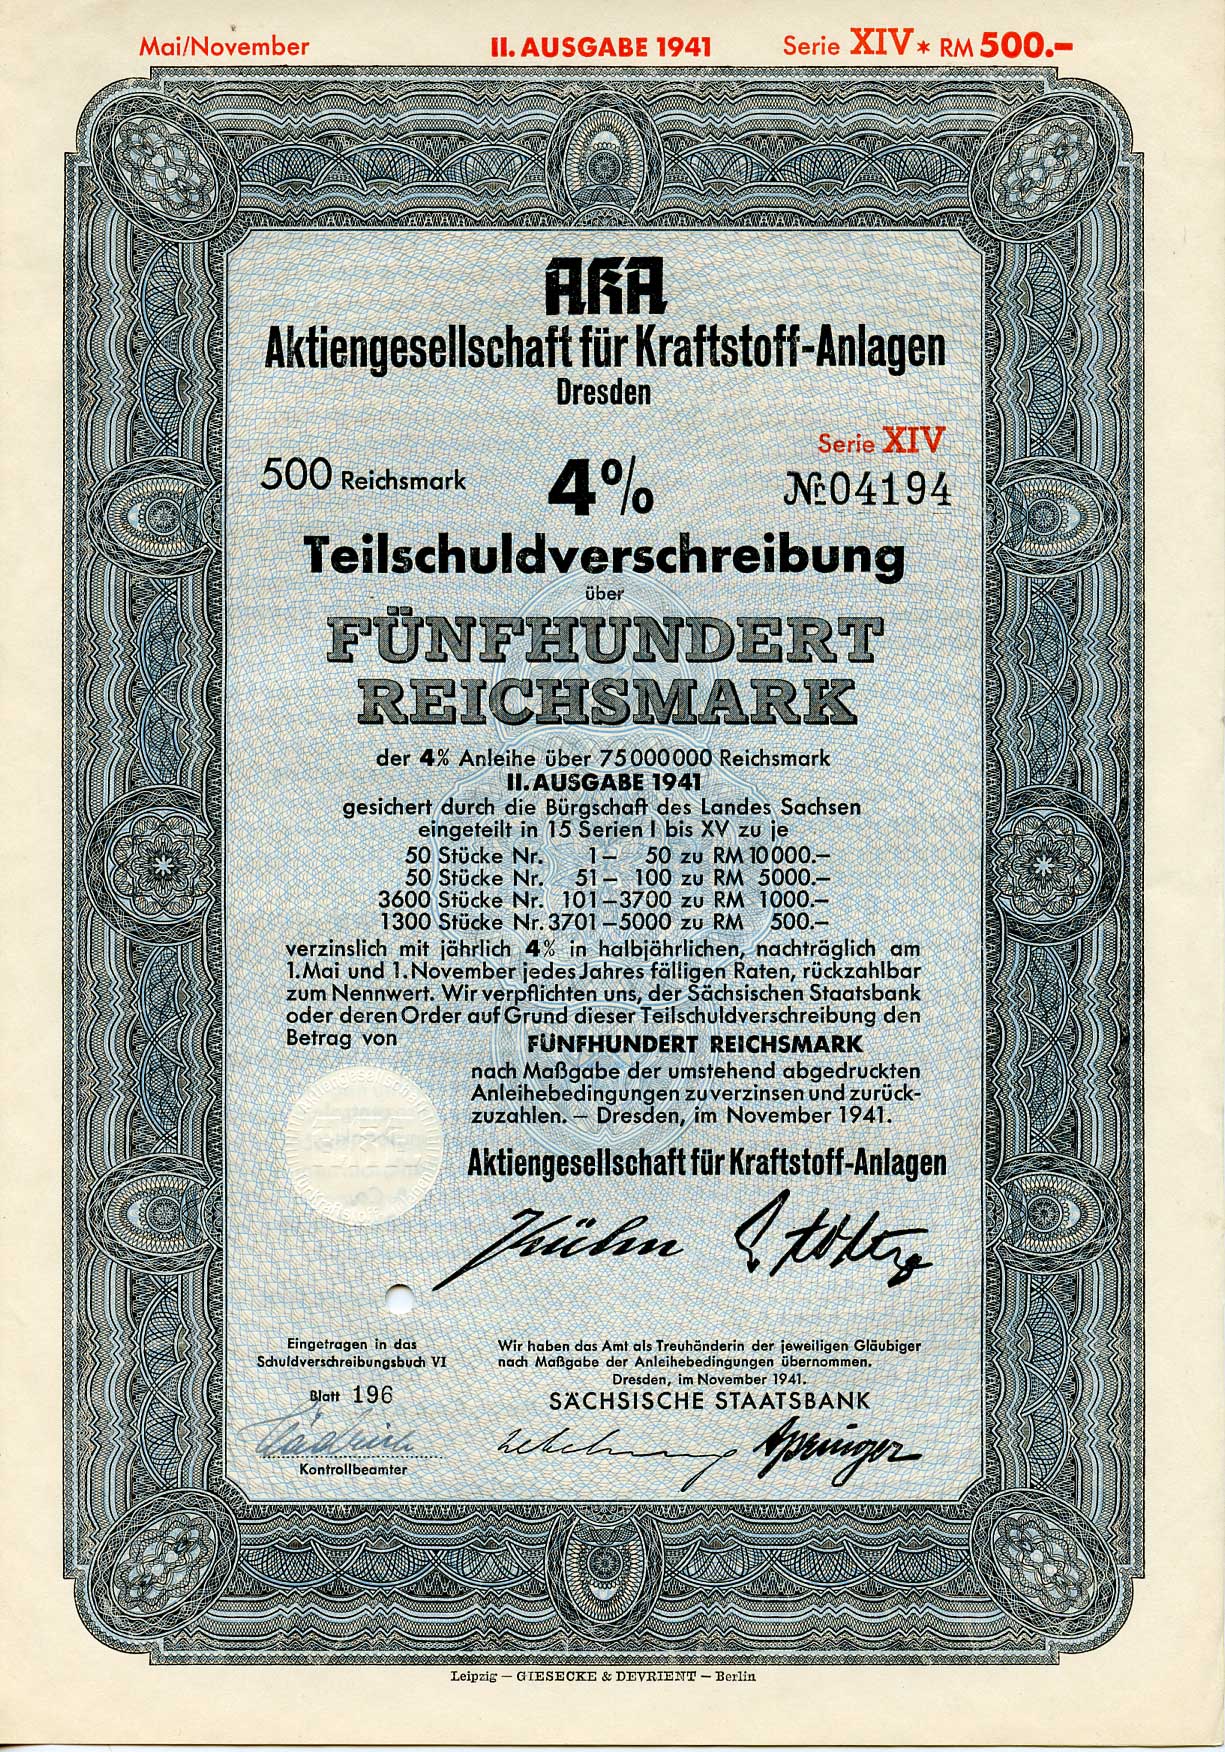 Mai/November II. AUSGABE 1941 Serie XIV * RM 500.–
AKA
Aktiengesellschaft für Kraftstoff-Anlagen
Dresden
Serie XIV
500 Reichsmark 4% Nr. 04194
Teilschuldverschreibung
über
FÜNFHUNDERT
REICHSMARK
der 4% Anleihe über 75000000 Reichsmark
II. AUSGABE 1941
gesichert durch die Bürgschaft des Landes Sachsen
eingeteilt in 15 Serien I bis XV zu je
50 Stücke Nr. 1 – 50 zu RM 10000.–
50 Stücke Nr. 51 – 100 zu RM 5000.–
3600 Stücke Nr. 101 – 3700 zu RM 1000.–
1300 Stücke Nr. 3701 – 5000 zu RM 500.–
verzinslich mit jährlich 4% in halbjährlichen, nachträglich am
1. Mai und 1. November jedes Jahres fälligen Raten, rückzahlbar
zum Nennwert. Wir verpflichten uns, der Sächsischen Staatsbank
oder deren Order auf Grund dieser Teilschuldverschreibung den
Betrag von FÜNFHUNDERT REICHSMARK
nach Maßgabe der umstehend abgedruckten
Anleihebedingungen zu verzinsen und zurück-
zuzahlen. – Dresden, im November 1941.
Aktiengesellschaft für Kraftstoff-Anlagen
Kühn
Eingetragen in das
Schuldverschreibungsbuch VI
Blatt 196
Kontrollbeamter
Wir haben das Amt als Treuhänderin der jeweiligen Gläubiger
nach Maßgabe der Anleihebedingungen übernommen.
Dresden, im November 1941.
SÄCHSISCHE STAATSBANK
Springer
Leipzig – GIESECKE & DEVRIENT – Berlin